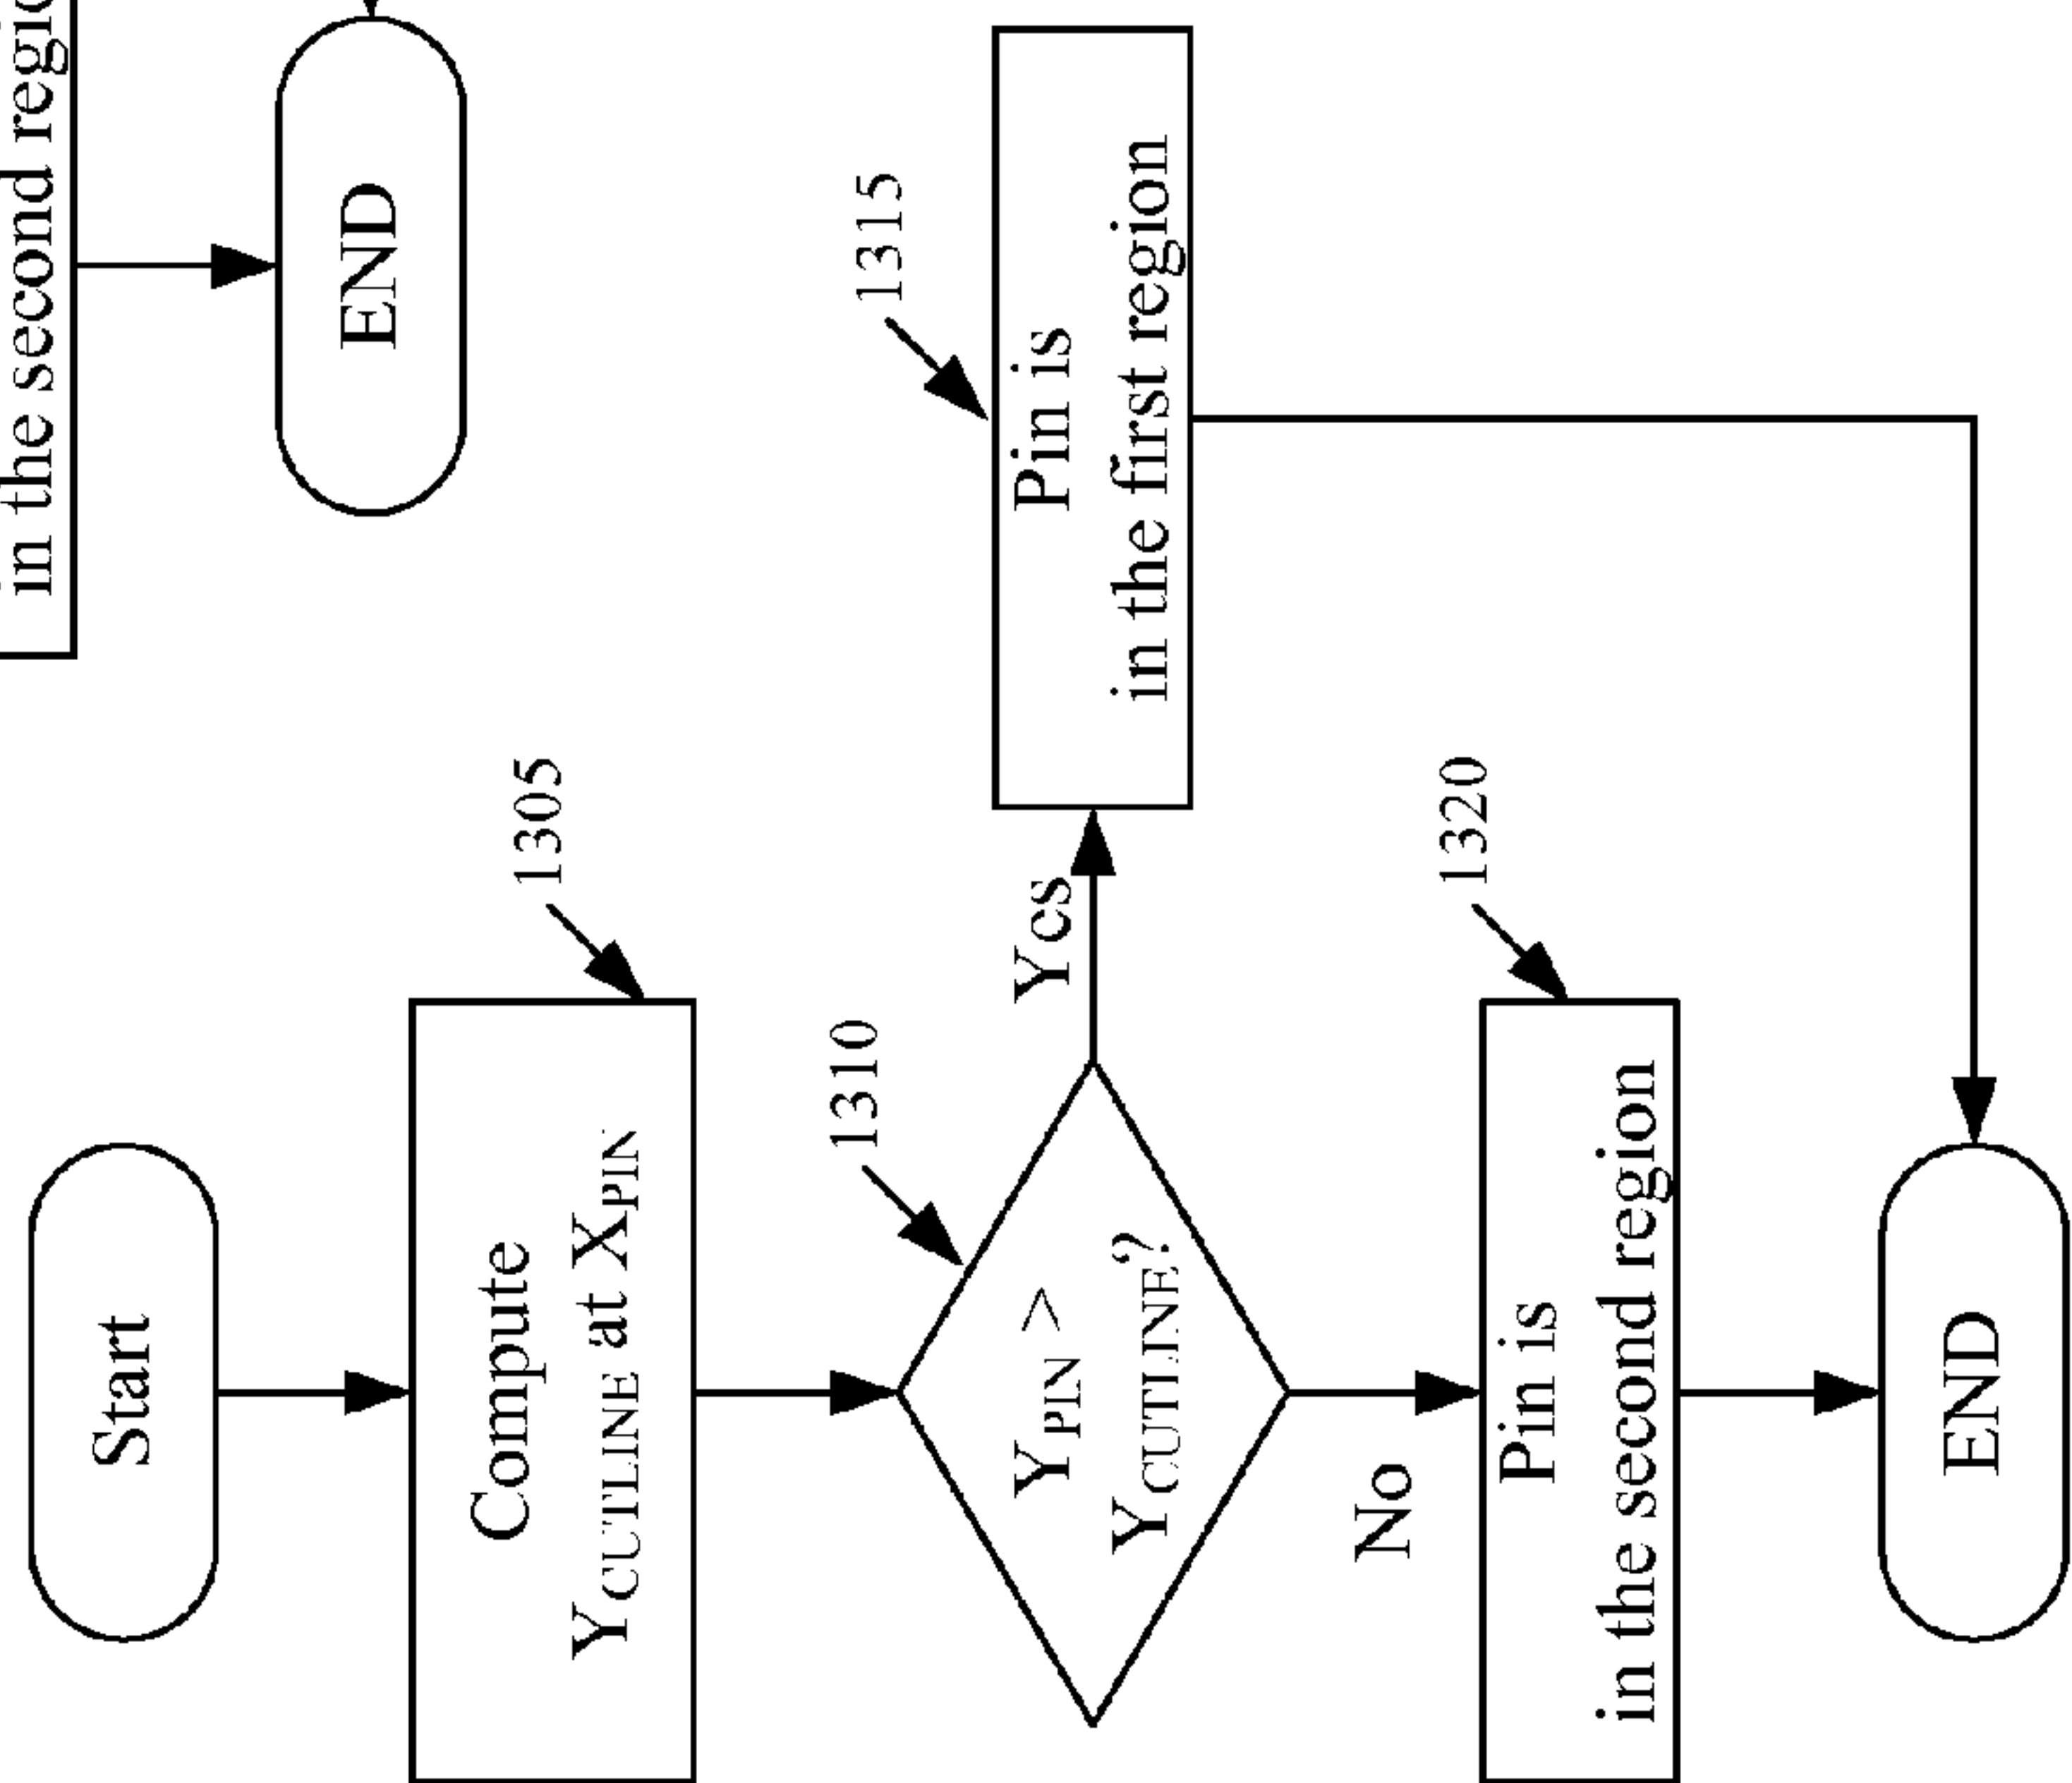 in the second regio
END
Start
Compute
YCUTLINE at XPIN
1305
YPIN >
YCUTLINE?
1310
Yes
Pin is
in the first region
1315
No
Pin is
in the second region
1320
END